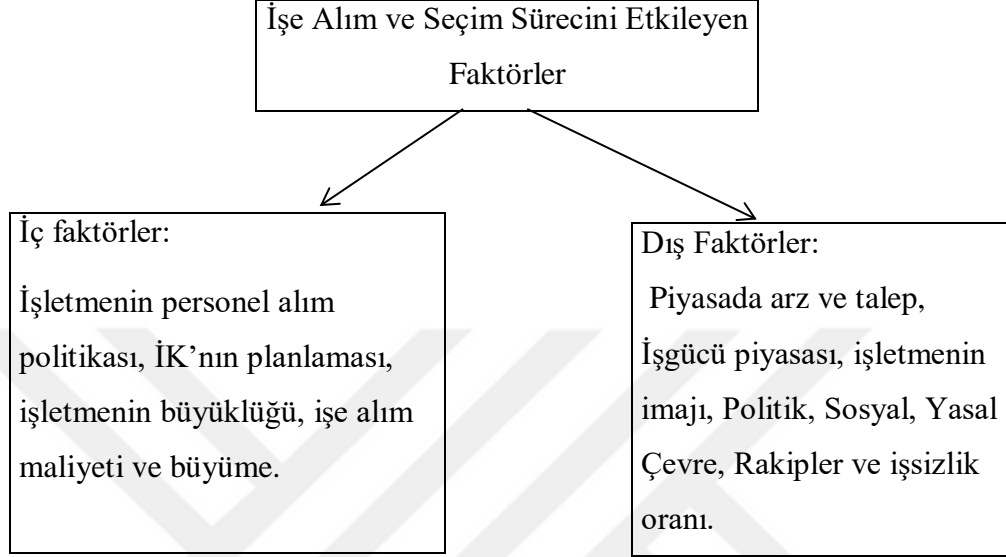 İşe Alım ve Seçim Sürecini Etkileyen
Faktörler
İç faktörler:
İşletmenin personel alım
politikası, İK’nın planlaması,
işletmenin büyüklüğü, işe alım
maliyeti ve büyüme.
Dış Faktörler:
Piyasada arz ve talep,
İşgücü piyasası, işletmenin
imajı, Politik, Sosyal, Yasal
Çevre, Rakipler ve işsizlik
oranı.